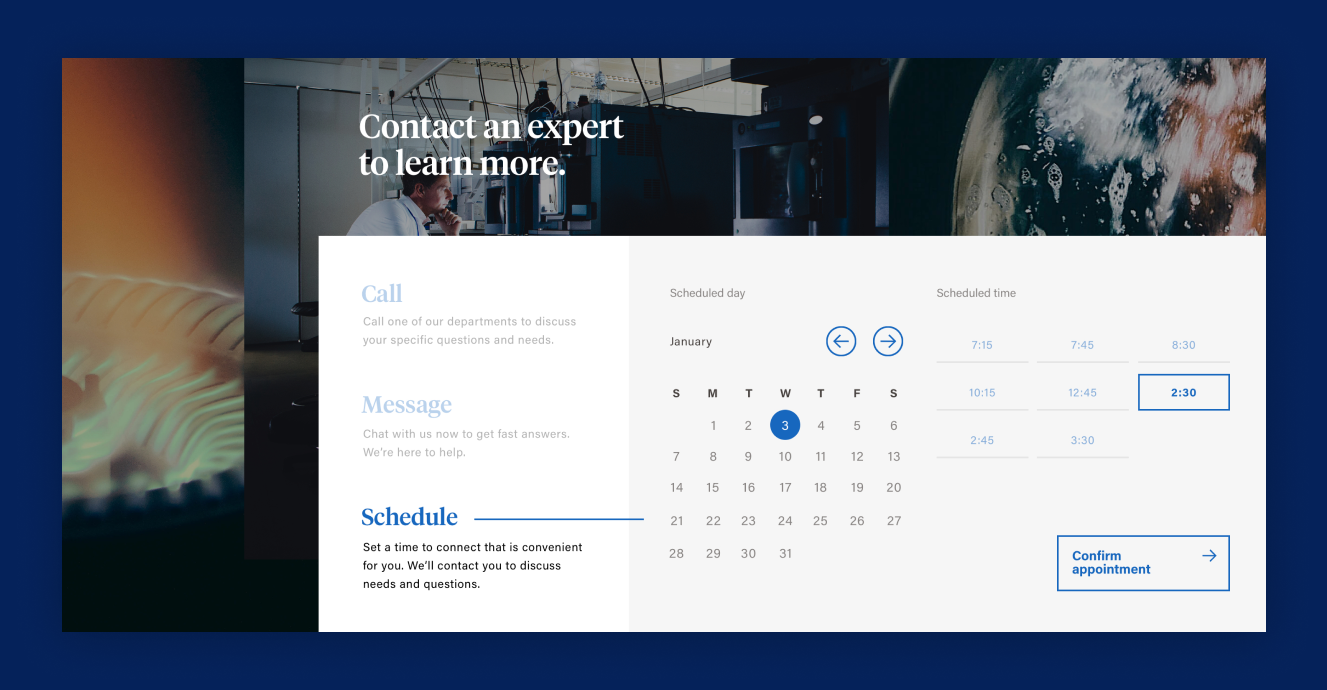 Contact an expert
to learn more.
Call
Call one of our departments to discuss
your specific questions and needs.
Message
Chat with us now to get fast answers.
We're here to help.
Schedule
Set a time to connect that is convenient
for you. We'll contact you to discuss
needs and questions.
Scheduled day
January
S M T W T F S
1 2 3 4 5 6
7 8 9 10 11 12 13
14 15 16 17 18 19 20
21 22 23 24 25 26 27
28 29 30 31
Scheduled time
7:15 7:45 8:30
10:15 12:45 2:30
2:45 3:30
Confirm
appointment